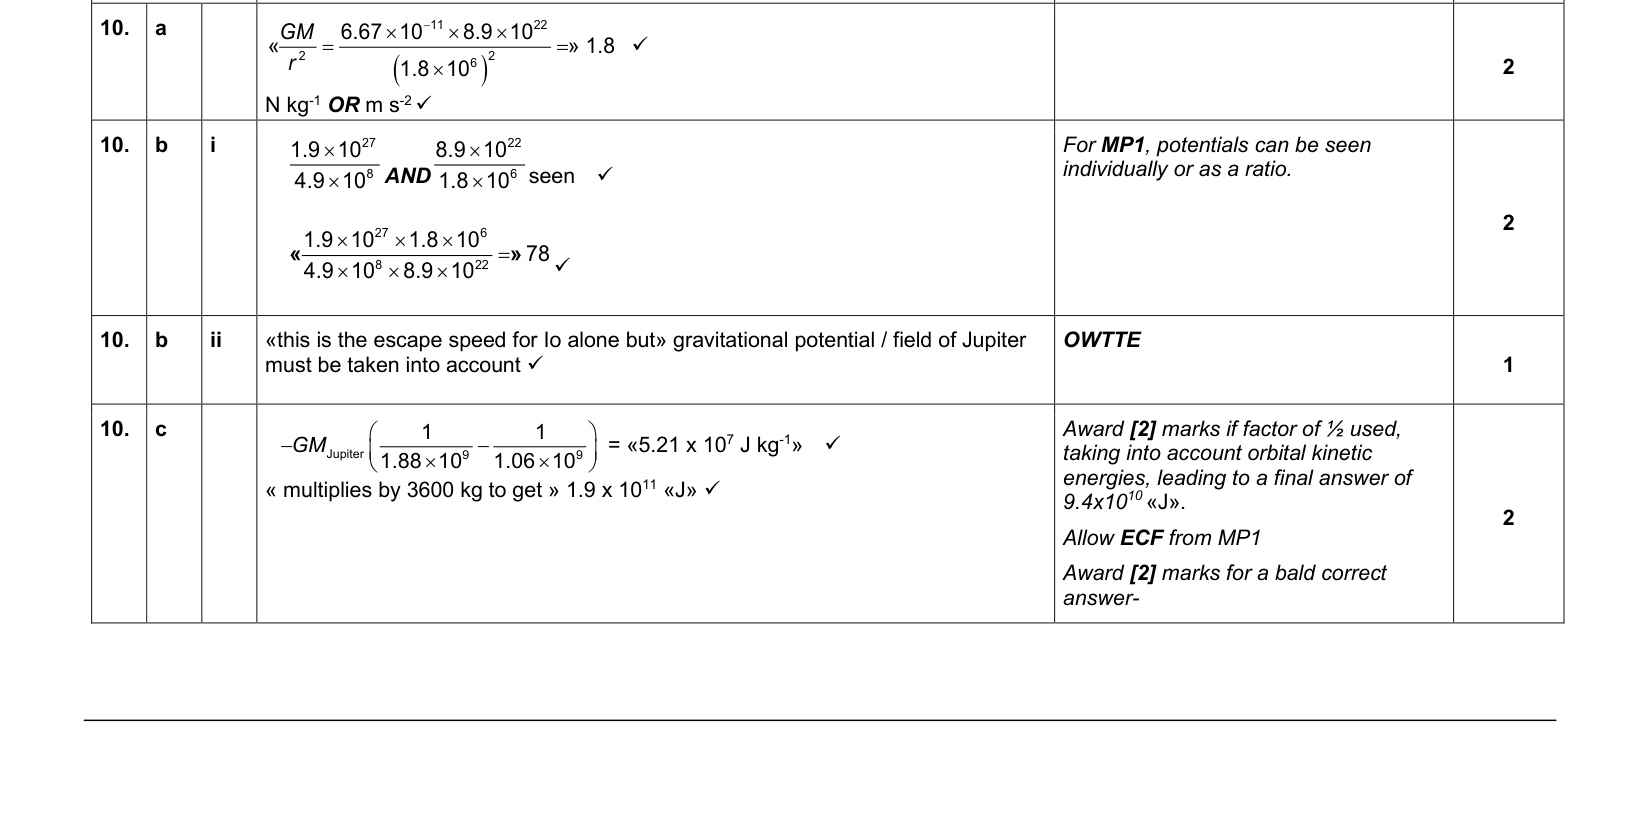 10. a «GM/r² = 6.67×10⁻¹¹×8.9×10²²/(1.8×10⁶)² =» 1.8 ✓
2
N kg⁻¹ OR m s⁻² ✓
10. b i 1.9×10²⁷/4.9×10⁸ AND 8.9×10²²/1.8×10⁶ seen ✓
For MP1, potentials can be seen
individually or as a ratio.
2
«1.9×10²⁷×1.8×10⁶/4.9×10⁸×8.9×10²² =» 78 ✓
10. b ii «this is the escape speed for Io alone but» gravitational potential / field of Jupiter
must be taken into account ✓
OWTTE
1
10. c −GM_Jupiter (1/1.88×10⁹ − 1/1.06×10⁹) = «5.21 x 10⁷ J kg⁻¹» ✓
« multiplies by 3600 kg to get » 1.9 x 10¹¹ «J» ✓
Award [2] marks if factor of ½ used,
taking into account orbital kinetic
energies, leading to a final answer of
9.4x10¹⁰ «J».
Allow ECF from MP1
Award [2] marks for a bald correct
answer-
2